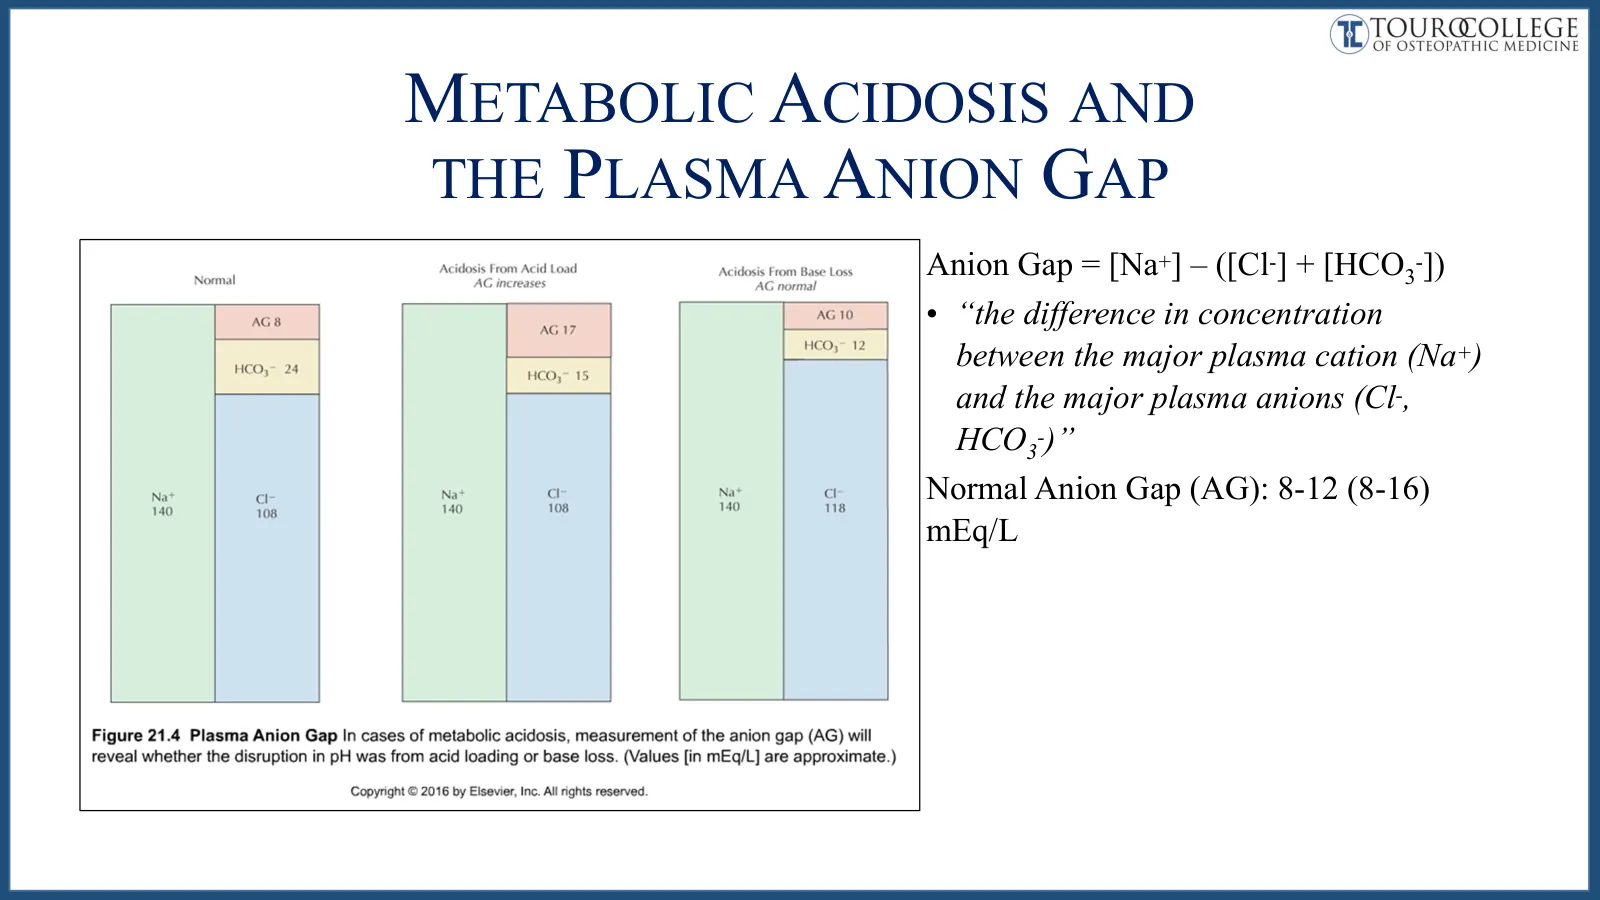 TOURO COLLEGE
OF OSTEOPATHIC MEDICINE
METABOLIC ACIDOSIS AND
THE PLASMA ANION GAP
Normal
AG 8
HCO₃⁻ 24
Na⁺
140
Cl⁻
108
Acidosis From Acid Load
AG increases
AG 17
HCO₃⁻ 15
Na⁺
140
Cl⁻
108
Acidosis From Base Loss
AG normal
AG 10
HCO₃⁻ 12
Na⁺
140
Cl⁻
118
Figure 21.4 Plasma Anion Gap In cases of metabolic acidosis, measurement of the anion gap (AG) will
reveal whether the disruption in pH was from acid loading or base loss. (Values [in mEq/L] are approximate.)
Copyright © 2016 by Elsevier, Inc. All rights reserved.
Anion Gap = [Na⁺] – ([Cl⁻] + [HCO₃⁻])
• “the difference in concentration
between the major plasma cation (Na⁺)
and the major plasma anions (Cl⁻,
HCO₃⁻)”
Normal Anion Gap (AG): 8-12 (8-16)
mEq/L